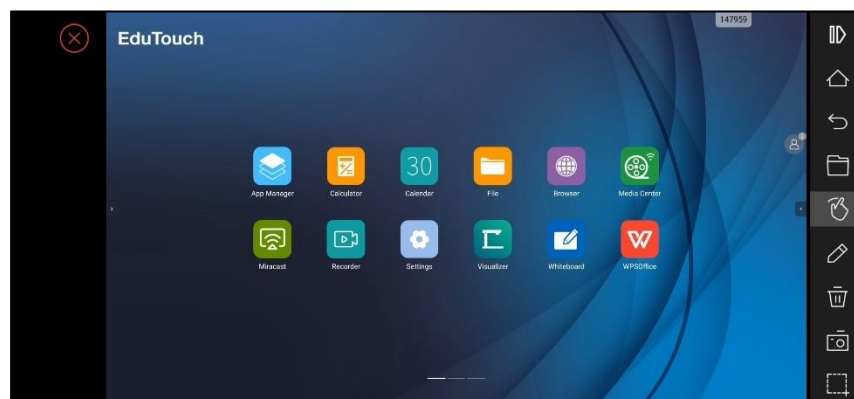 147959
EduTouch
30
App Manager Calculator Calendar File Browser Media Center
Miracast Recorder Settings Visualizer Whiteboard WPSOffice